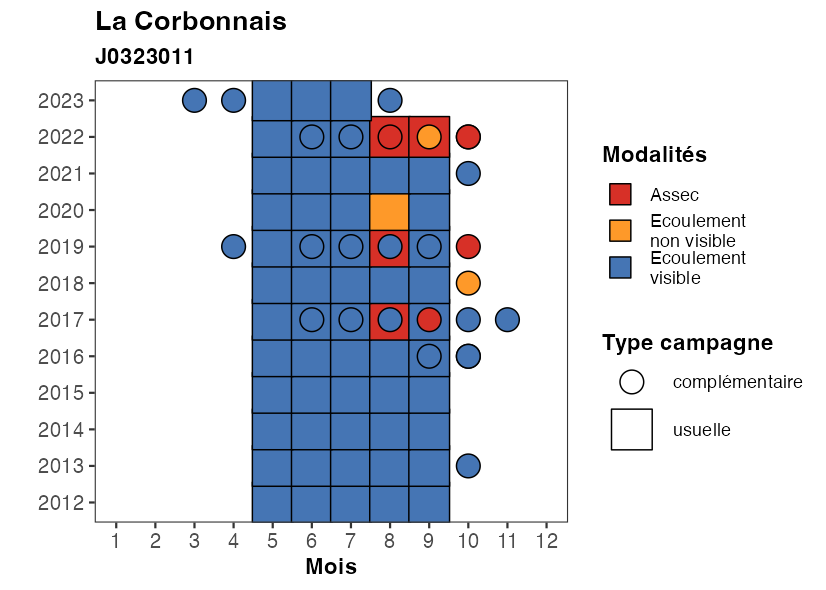 La Corbonnais
J0323011
2023
2022
2021
2020
2019
2018
2017
2016
2015
2014
2013
2012
1 2 3 4 5 6 7 8 9 10 11 12
Mois
Modalités
Assec
Ecoulement
non visible
Ecoulement
visible
Type campagne
complémentaire
usuelle